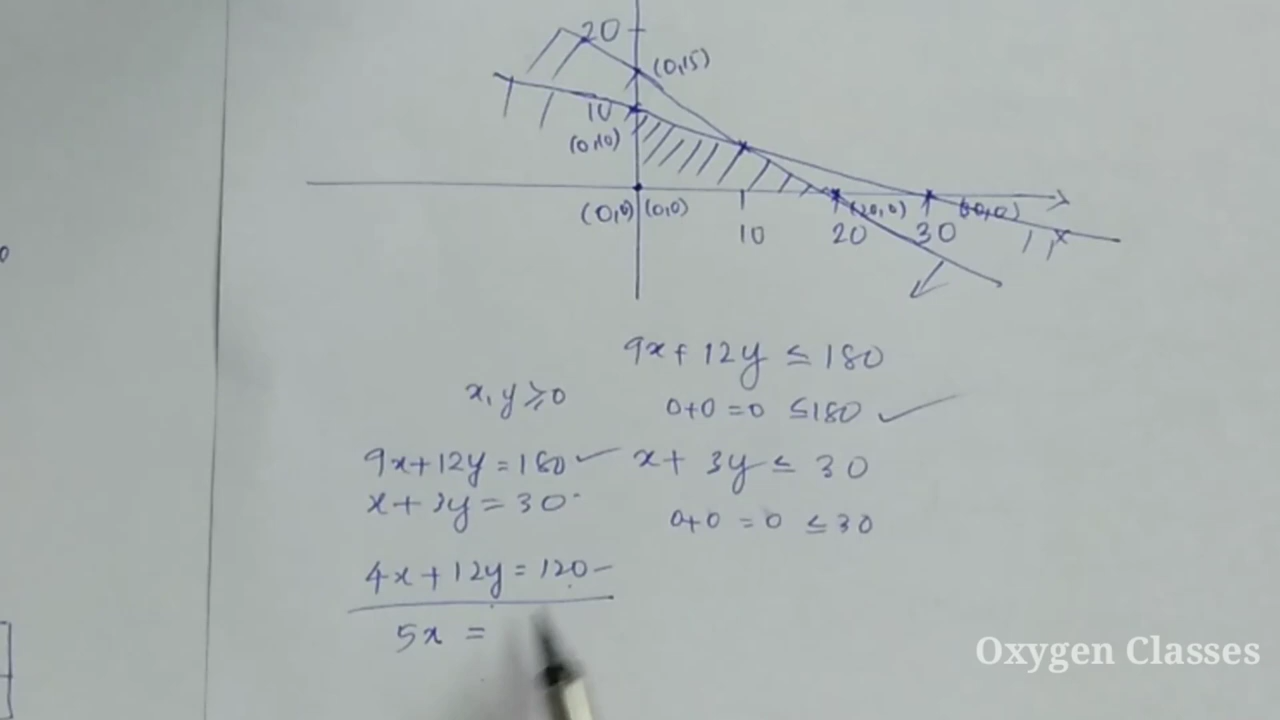 20
(0,15)
10
(0,10)
(0,0) (0,0) (20,0) (30,0)
10 20 30
9x + 12y ≤ 180
x, y ≥ 0
0+0 = 0 ≤180 ✓
9x+12y = 180 ✓
x + 3y ≤ 30
x + 3y = 30
0+0 = 0 ≤ 30
4x + 12y = 120
5x =
Oxygen Classes